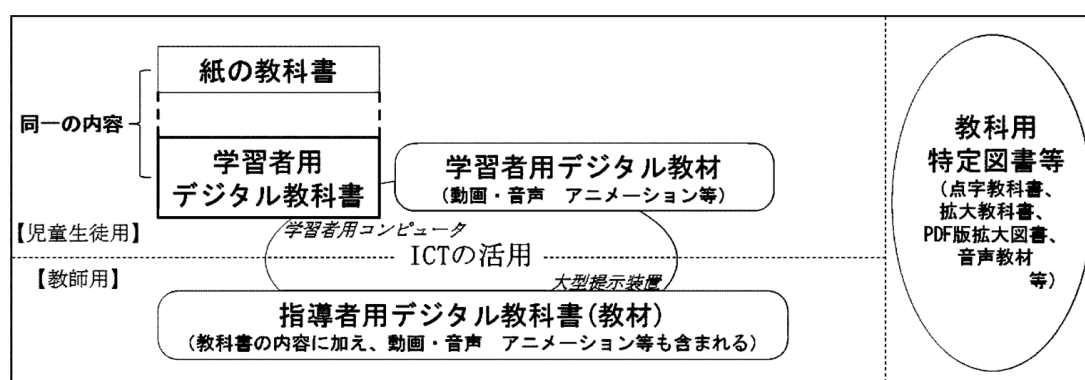 紙の教科書
同一の内容
学習者用
デジタル教科書
学習者用デジタル教材
(動画・音声 アニメーション等)
【児童生徒用】
学習者用コンピュータ
ICTの活用
【教師用】
大型提示装置
指導者用デジタル教科書(教材)
(教科書の内容に加え、動画・音声 アニメーション等も含まれる)
教科用
特定図書等
(点字教科書、
拡大教科書、
PDF版拡大図書、
音声教材
等)